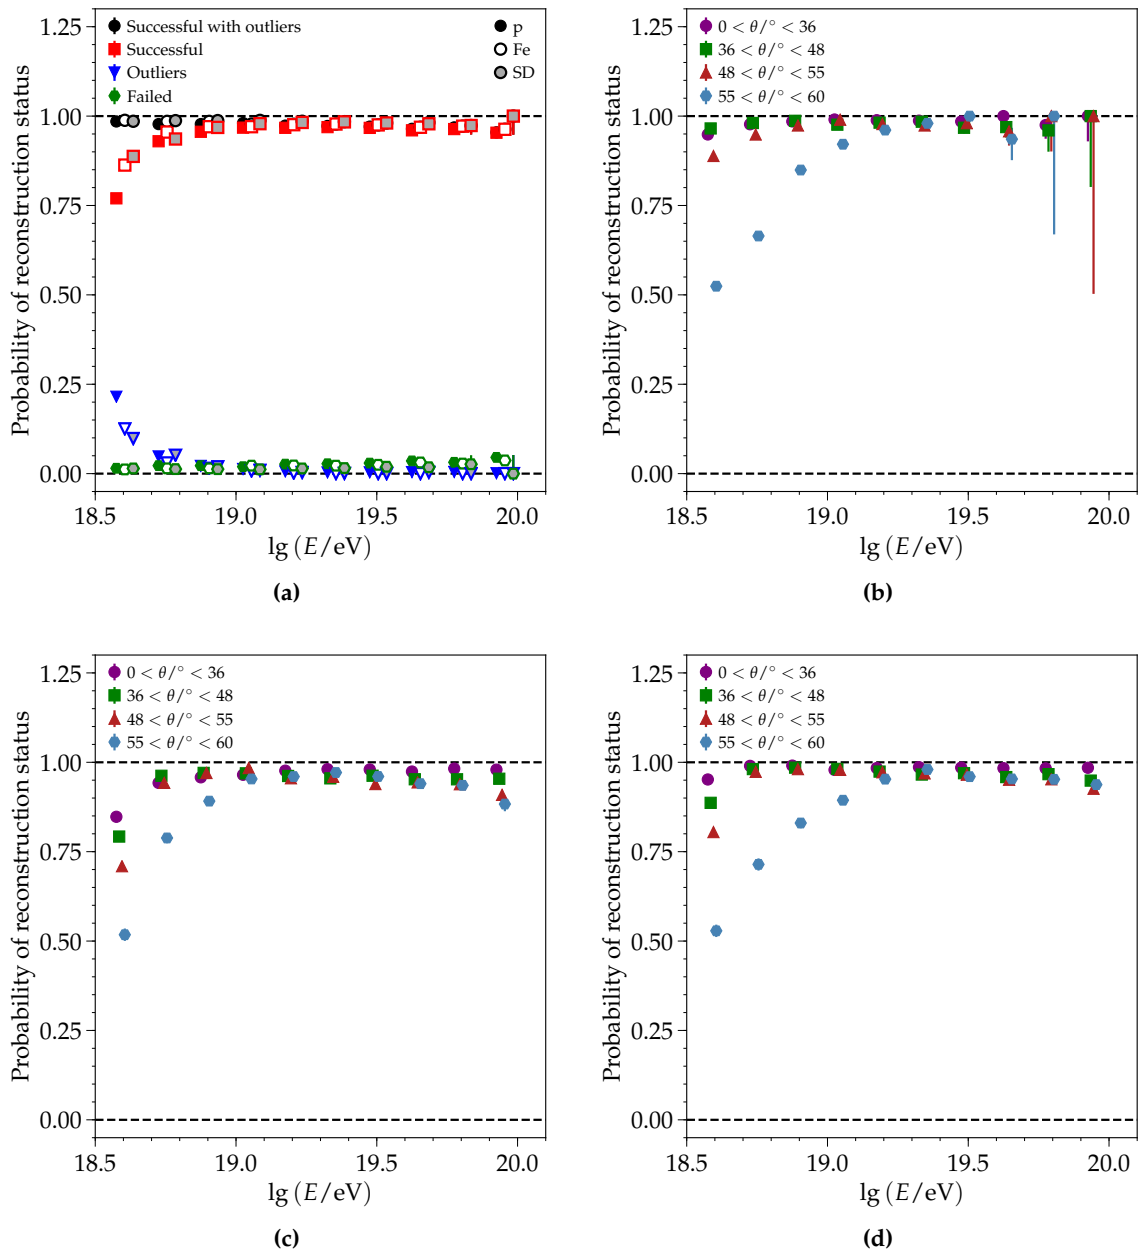 Probability of reconstruction status
1.25
1.00
0.75
0.50
0.25
0.00
Successful with outliers
Successful
Outliers
Failed
p
Fe
SD
18.5 19.0 19.5 20.0
lg (E/eV)
(a)
Probability of reconstruction status
1.25
1.00
0.75
0.50
0.25
0.00
0 < θ/° < 36
36 < θ/° < 48
48 < θ/° < 55
55 < θ/° < 60
18.5 19.0 19.5 20.0
lg (E/eV)
(b)
Probability of reconstruction status
1.25
1.00
0.75
0.50
0.25
0.00
0 < θ/° < 36
36 < θ/° < 48
48 < θ/° < 55
55 < θ/° < 60
18.5 19.0 19.5 20.0
lg (E/eV)
(c)
Probability of reconstruction status
1.25
1.00
0.75
0.50
0.25
0.00
0 < θ/° < 36
36 < θ/° < 48
48 < θ/° < 55
55 < θ/° < 60
18.5 19.0 19.5 20.0
lg (E/eV)
(d)